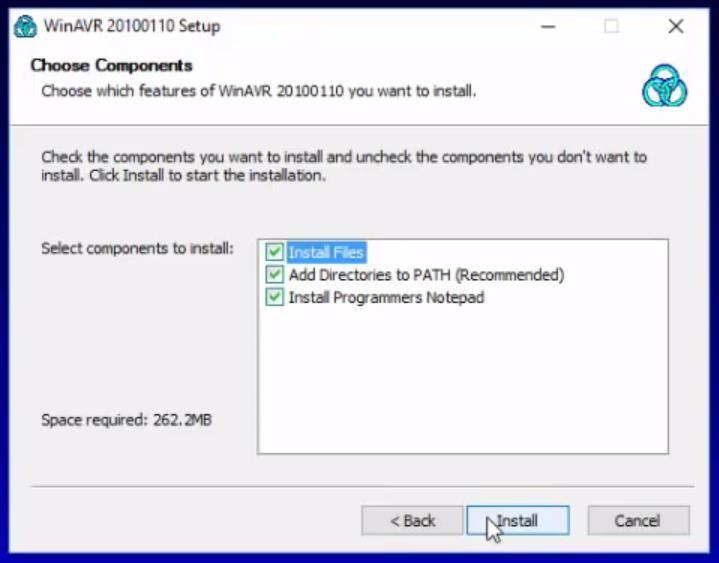 WinAVR 20100110 Setup
Choose Components
Choose which features of WinAVR 20100110 you want to install.
Check the components you want to install and uncheck the components you don't want to
install. Click Install to start the installation.
Select components to install:
Install Files
Add Directories to PATH (Recommended)
Install Programmers Notepad
Space required: 262.2MB
< Back
Install
Cancel